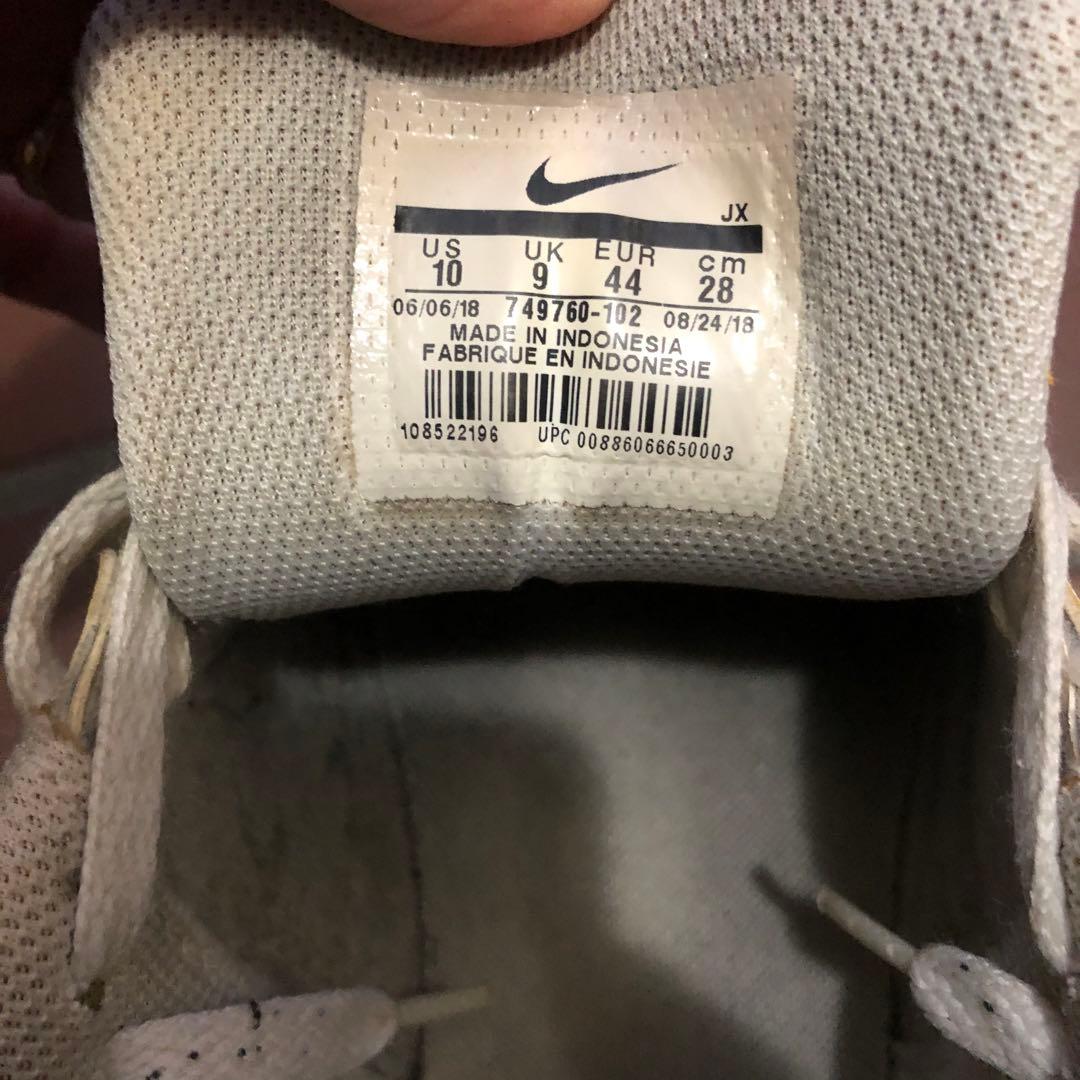 JX
US UK EUR cm
10 9 44 28
06/06/18 749760-102 08/24/18
MADE IN INDONESIA
FABRIQUE EN INDONESIE
108522196 UPC 00886066650003